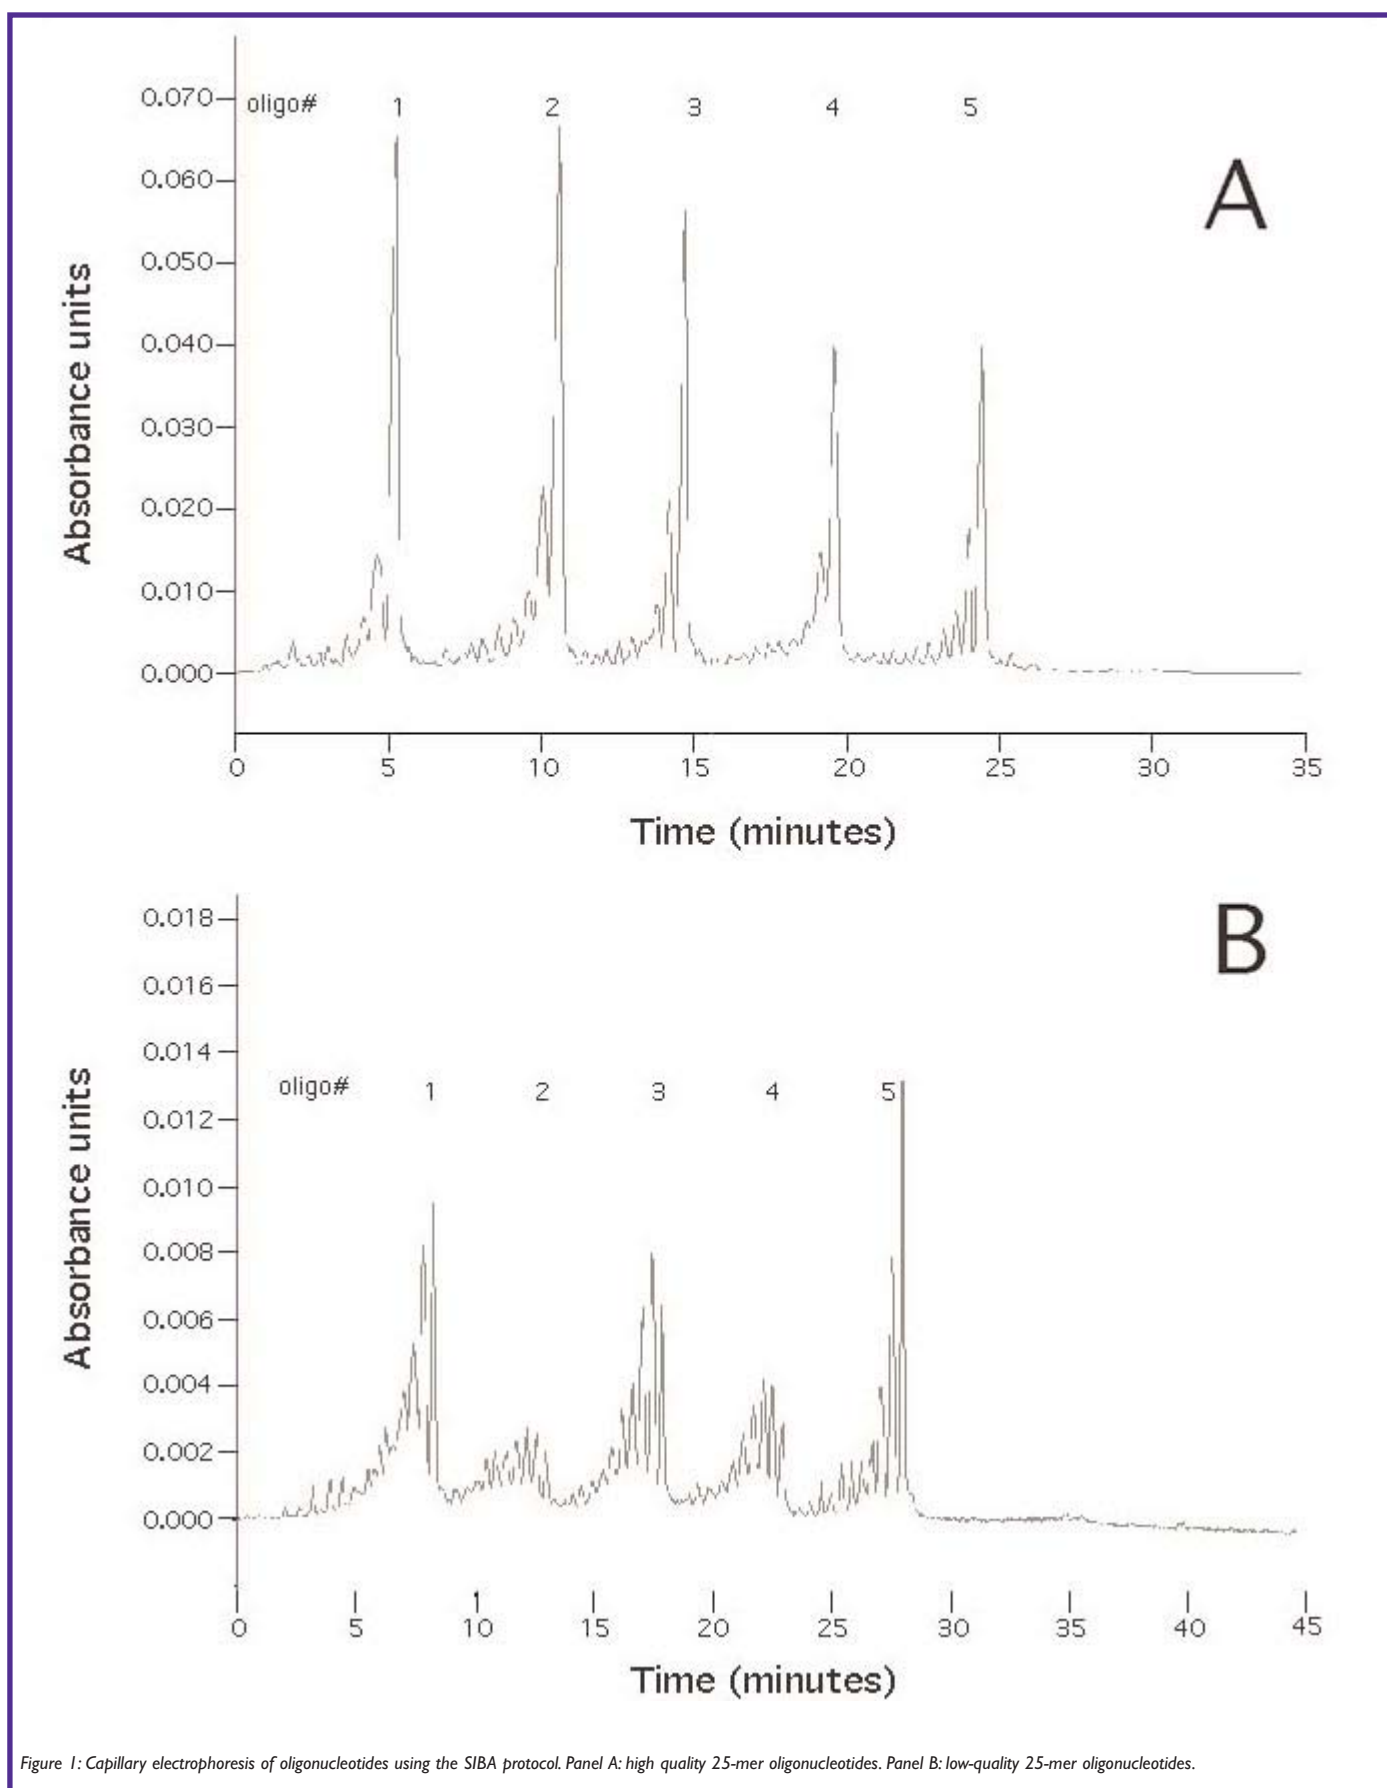 0.070
oligo# 1 2 3 4 5
0.060
A
0.050
0.040
0.030
0.020
0.010
0.000
Absorbance units
0 5 10 15 20 25 30 35
Time (minutes)
0.018
B
0.016
0.014
oligo# 1 2 3 4 5
0.012
0.010
0.008
0.006
0.004
0.002
0.000
Absorbance units
0 5 10 15 20 25 30 35 40 45
Time (minutes)
Figure 1: Capillary electrophoresis of oligonucleotides using the SIBA protocol. Panel A: high quality 25-mer oligonucleotides. Panel B: low-quality 25-mer oligonucleotides.